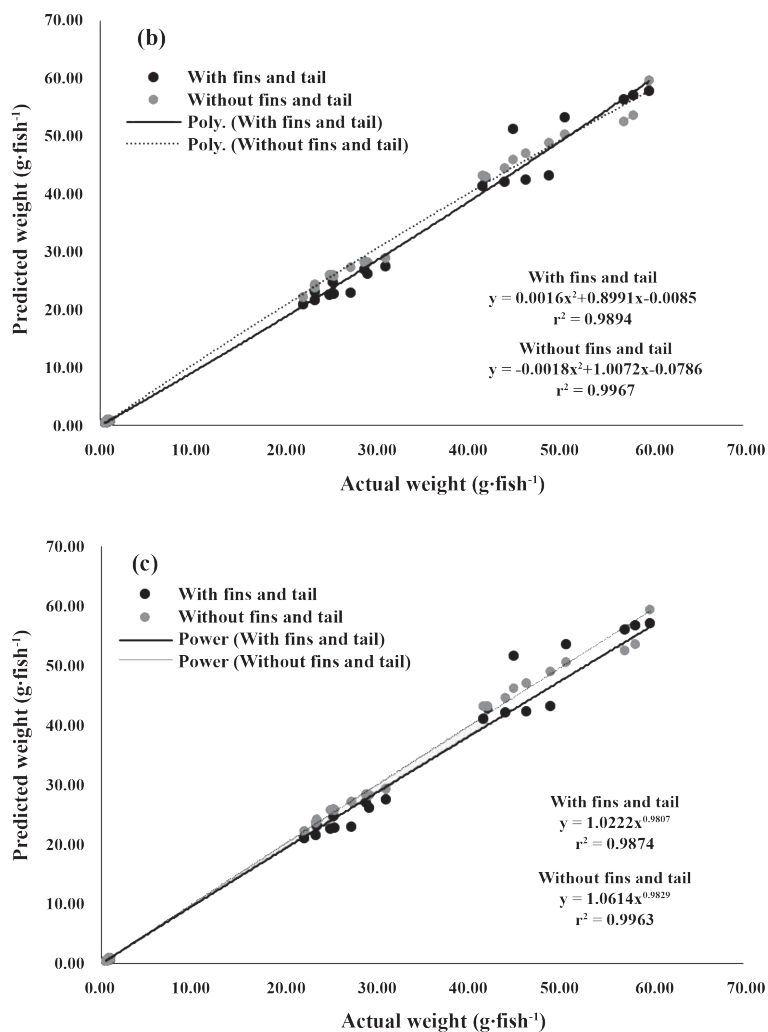 70.00
(b)
60.00
With fins and tail
Without fins and tail
50.00
Poly. (With fins and tail)
Poly. (Without fins and tail)
40.00
Predicted weight (g·fish⁻¹)
30.00
With fins and tail
y = 0.0016x²+0.8991x-0.0085
20.00
r² = 0.9894
Without fins and tail
10.00
y = -0.0018x²+1.0072x-0.0786
r² = 0.9967
0.00
0.00 10.00 20.00 30.00 40.00 50.00 60.00 70.00
Actual weight (g·fish⁻¹)
70.00
(c)
60.00
With fins and tail
Without fins and tail
50.00
Power (With fins and tail)
Power (Without fins and tail)
40.00
Predicted weight (g·fish⁻¹)
30.00
With fins and tail
y = 1.0222x⁰·⁹⁸⁰⁷
20.00
r² = 0.9874
Without fins and tail
10.00
y = 1.0614x⁰·⁹⁸²⁹
r² = 0.9963
0.00
0.00 10.00 20.00 30.00 40.00 50.00 60.00 70.00
Actual weight (g·fish⁻¹)